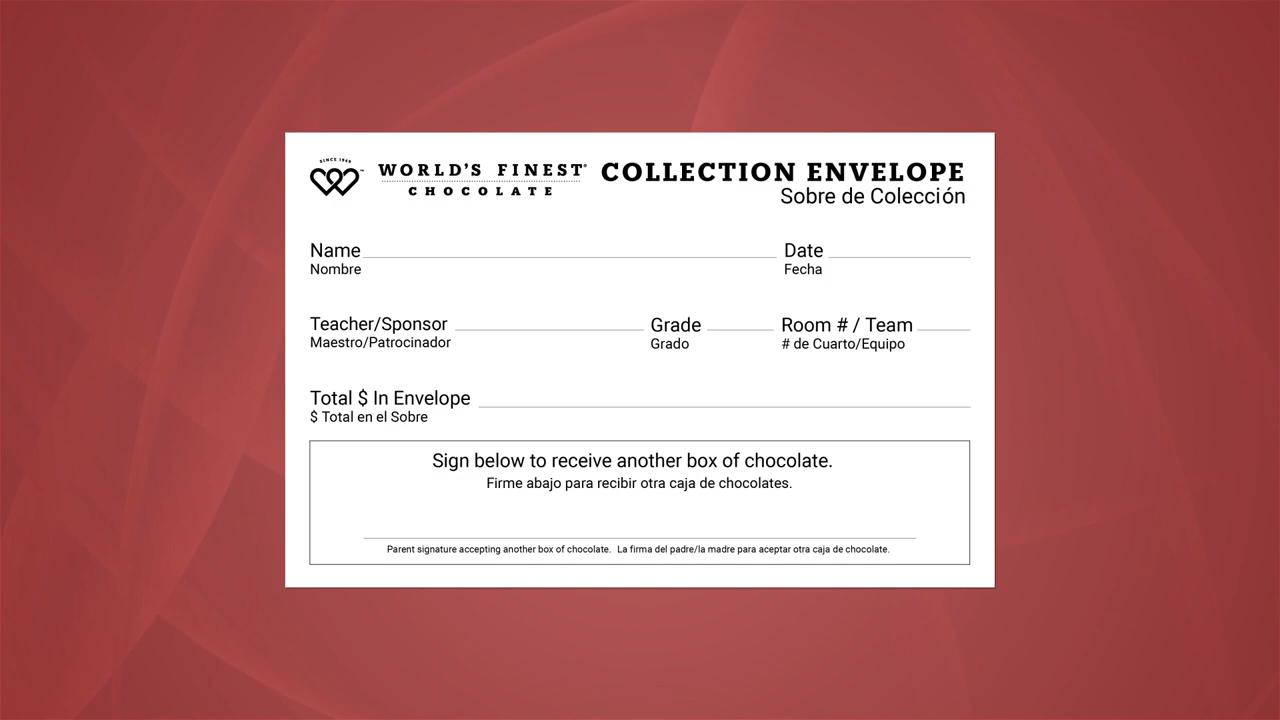 SINCE 1949
WORLD'S FINEST® COLLECTION ENVELOPE
CHOCOLATE
Sobre de Colección
Name Date
Nombre Fecha
Teacher/Sponsor Grade Room # / Team
Maestro/Patrocinador Grado # de Cuarto/Equipo
Total $ In Envelope
$ Total en el Sobre
Sign below to receive another box of chocolate.
Firme abajo para recibir otra caja de chocolates.
Parent signature accepting another box of chocolate. La firma del padre/la madre para aceptar otra caja de chocolate.